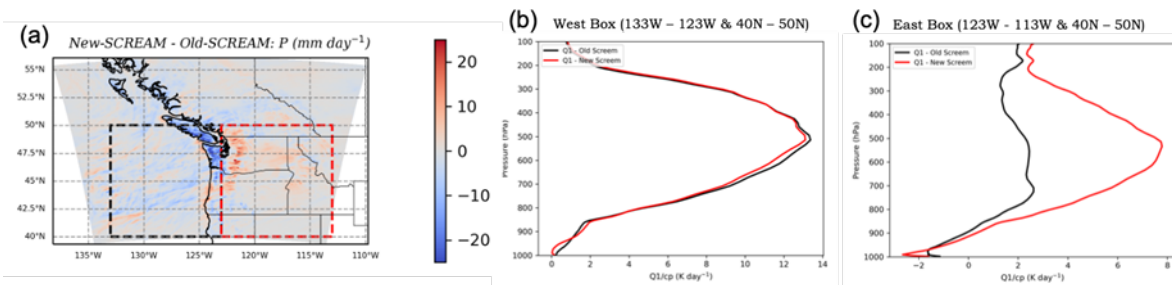 (a)
New-SCREAM - Old-SCREAM: P (mm day⁻¹)
55°N
52.5°N
50°N
47.5°N
45°N
42.5°N
40°N
135°W 130°W 125°W 120°W 115°W 110°W
20
10
0
−10
−20
(b)
West Box (133W – 123W & 40N – 50N)
Q1 - Old Screem
Q1 - New Screem
100
200
300
400
500
600
700
800
900
1000
Pressure (hPa)
0 2 4 6 8 10 12 14
Q1/cp (K day⁻¹)
(c)
East Box (123W - 113W & 40N – 50N)
Q1 - Old Screem
Q1 - New Screem
100
200
300
400
500
600
700
800
900
1000
Pressure (hPa)
−2 0 2 4 6 8
Q1/cp (K day⁻¹)